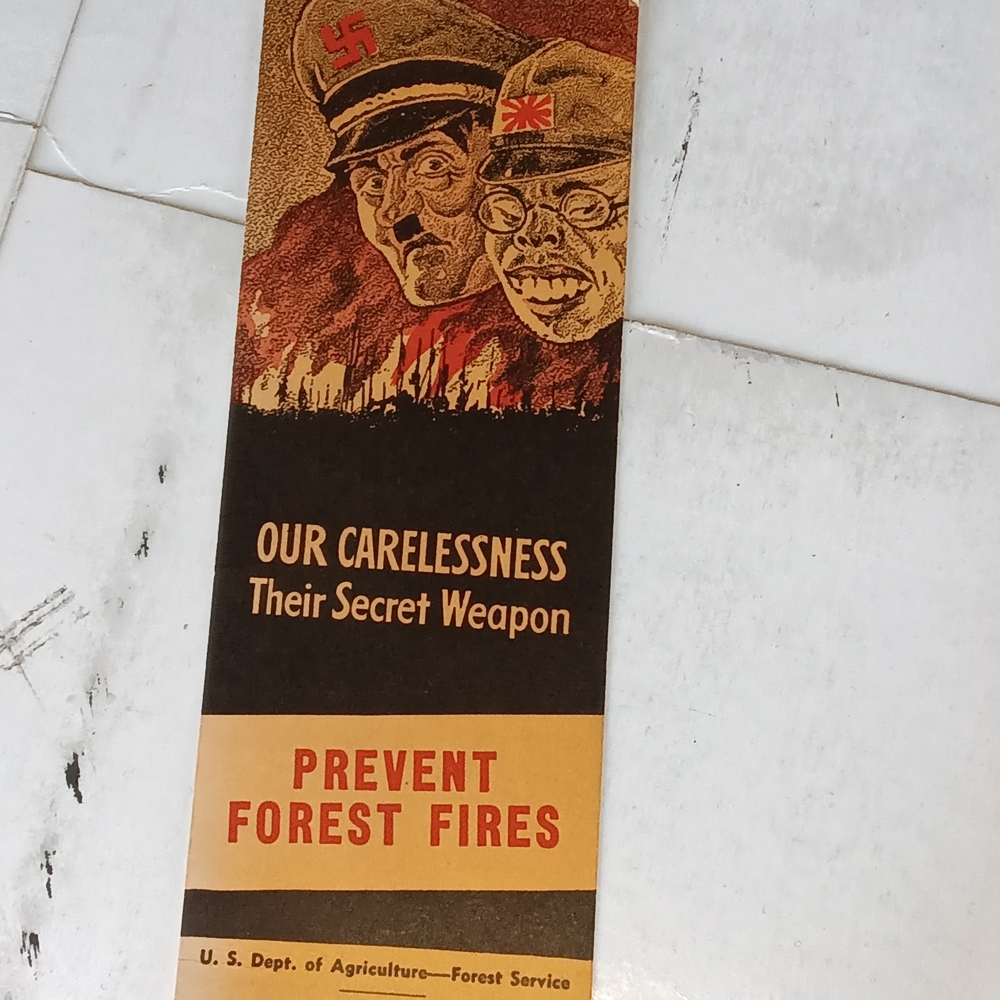 OUR CARELESSNESS
Their Secret Weapon
PREVENT
FOREST FIRES
U. S. Dept. of Agriculture—Forest Service